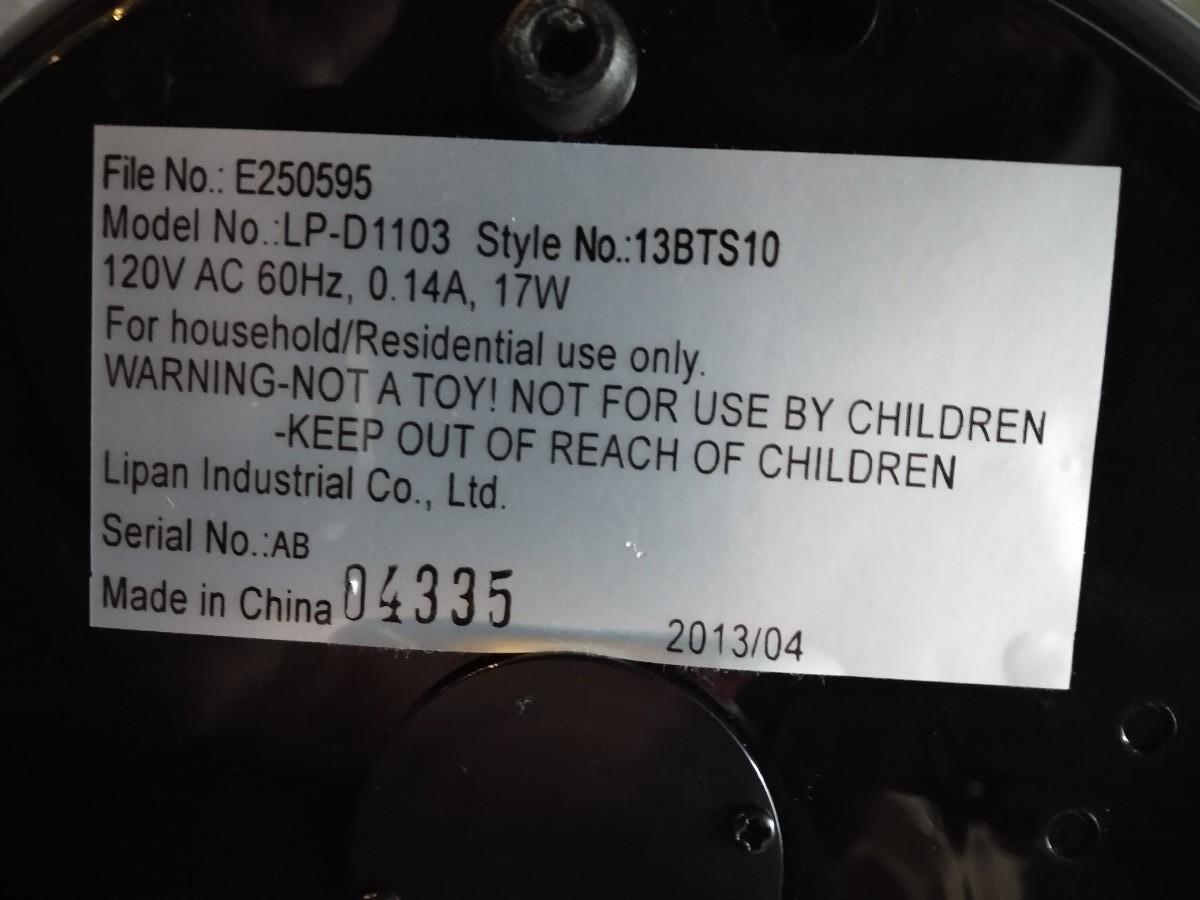 File No.: E250595
Model No.:LP-D1103 Style No.:13BTS10
120V AC 60Hz, 0.14A, 17W
For household/Residential use only.
WARNING-NOT A TOY! NOT FOR USE BY CHILDREN
-KEEP OUT OF REACH OF CHILDREN
Lipan Industrial Co., Ltd.
Serial No.:AB
Made in China 04335 2013/04